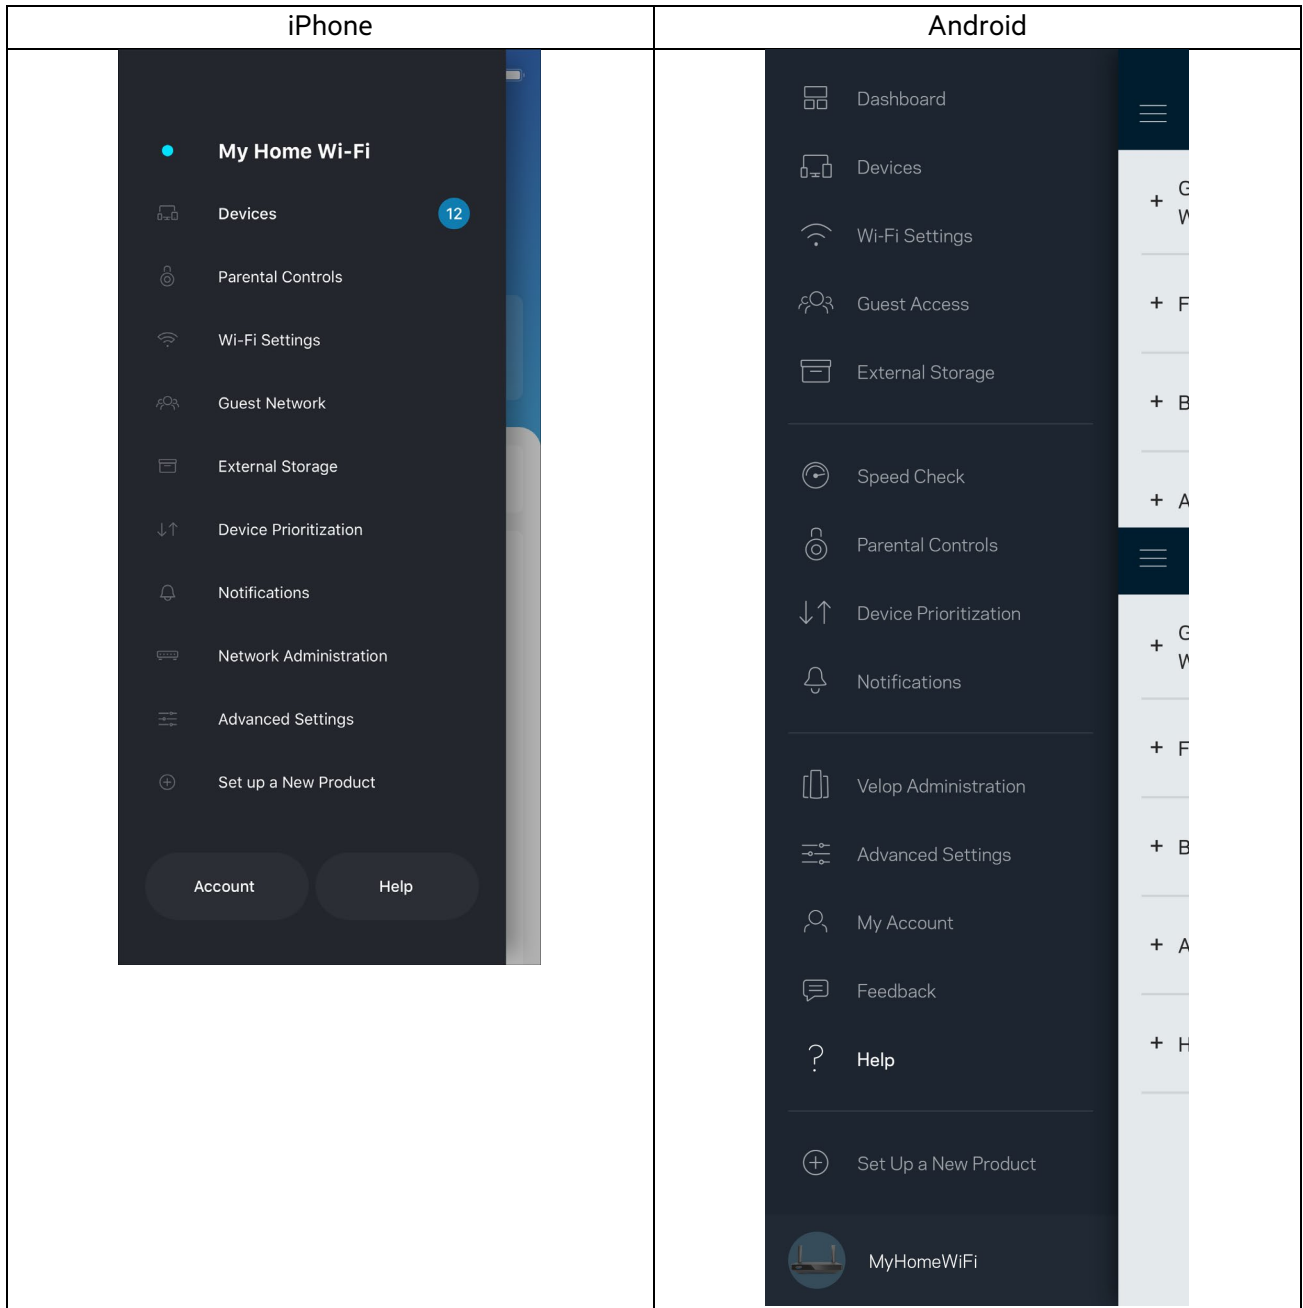 iPhone
Android
My Home Wi-Fi
Devices 12
Parental Controls
Wi-Fi Settings
Guest Network
External Storage
Device Prioritization
Notifications
Network Administration
Advanced Settings
Set up a New Product
Account Help
Dashboard
Devices
Wi-Fi Settings
Guest Access
External Storage
Speed Check
Parental Controls
Device Prioritization
Notifications
Velop Administration
Advanced Settings
My Account
Feedback
? Help
Set Up a New Product
MyHomeWiFi
+ G
+ F
+ B
+ A
+ G
+ F
+ B
+ A
+ H